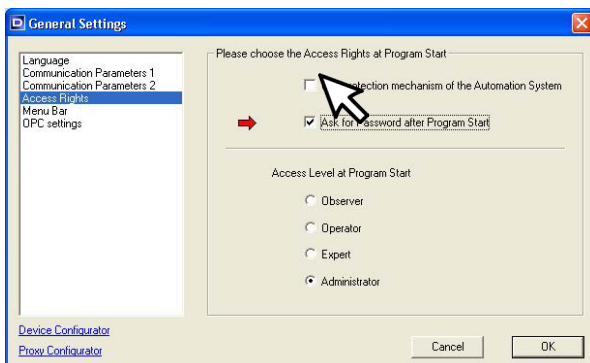 General Settings
Language
Communication Parameters 1
Communication Parameters 2
Access Rights
Menu Bar
OPC settings
Device Configurator
Proxy Configurator
Please choose the Access Rights at Program Start
mechanism of the Automation System
Ask for Password after Program Start
Access Level at Program Start
Observer
Operator
Expert
Administrator
Cancel
OK